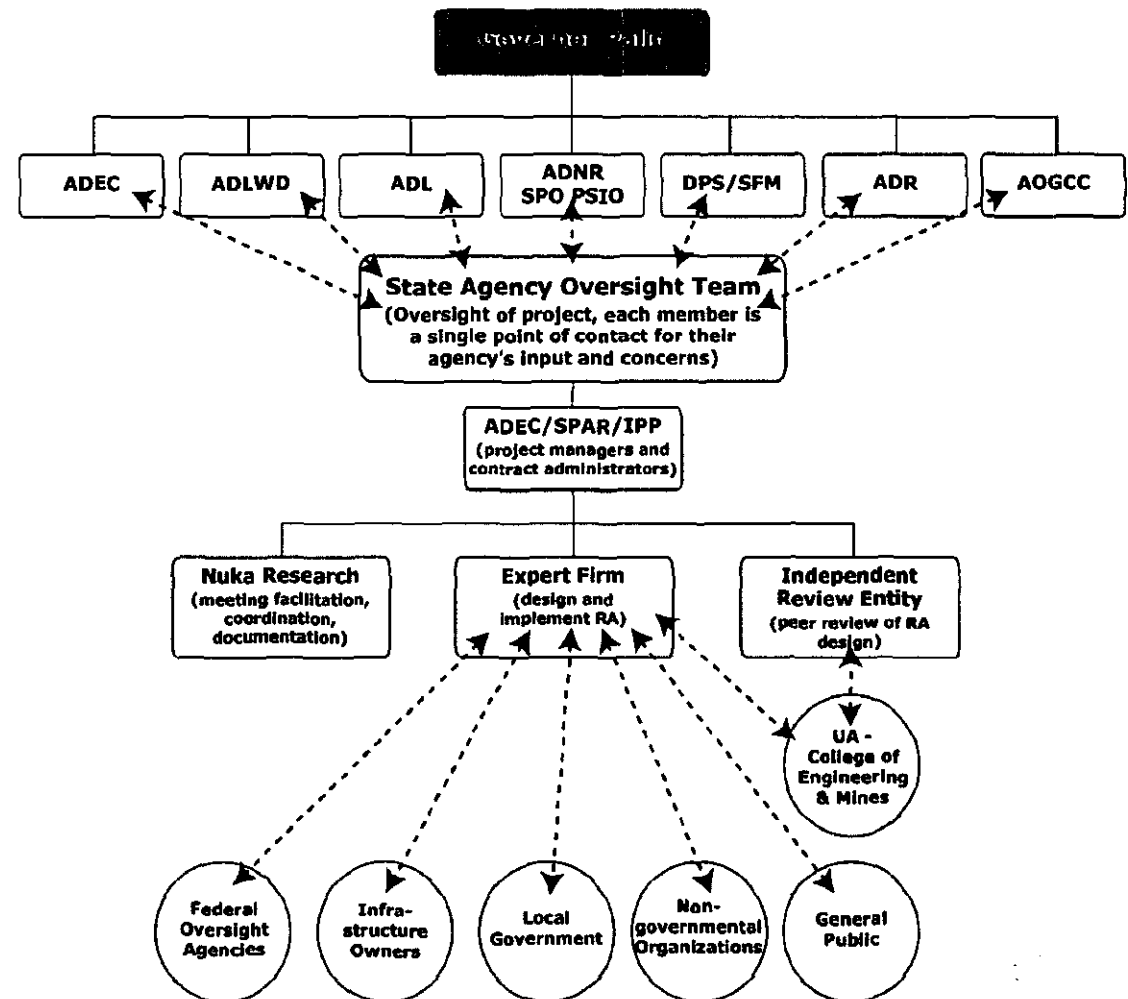 ADEC
ADLWD
ADL
ADNR
SPO PSIO
DPS/SFM
ADR
AOGCC
State Agency Oversight Team
(Oversight of project, each member is
a single point of contact for their
agency's input and concerns)
ADEC/SPAR/IPP
(project managers and
contract administrators)
Nuka Research
(meeting facilitation,
coordination,
documentation)
Expert Firm
(design and
implement RA)
Independent
Review Entity
(peer review of RA
design)
UA -
College of
Engineering
& Mines
Federal
Oversight
Agencies
Infra-
structure
Owners
Local
Government
Non-
governmental
Organizations
General
Public